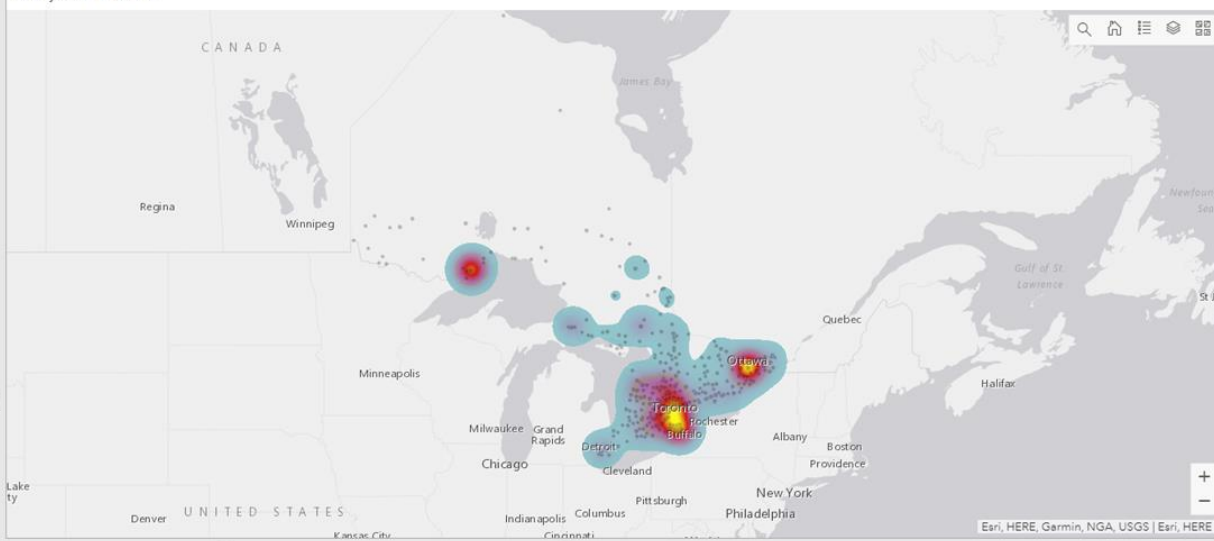 CANADA
James Bay
Regina
Winnipeg
Gulf of St.
Lawrence
Quebec
Ottawa
Minneapolis
Halifax
Toronto
Rochester
Buffalo
Milwaukee
Grand
Rapids
Detroit
Albany
Boston
Providence
Chicago
Cleveland
Lake
ty
New York
Pittsburgh
Philadelphia
Denver
UNITED STATES
Indianapolis
Columbus
Kansas City
Cincinnati
Esri, HERE, Garmin, NGA, USGS | Esri, HERE